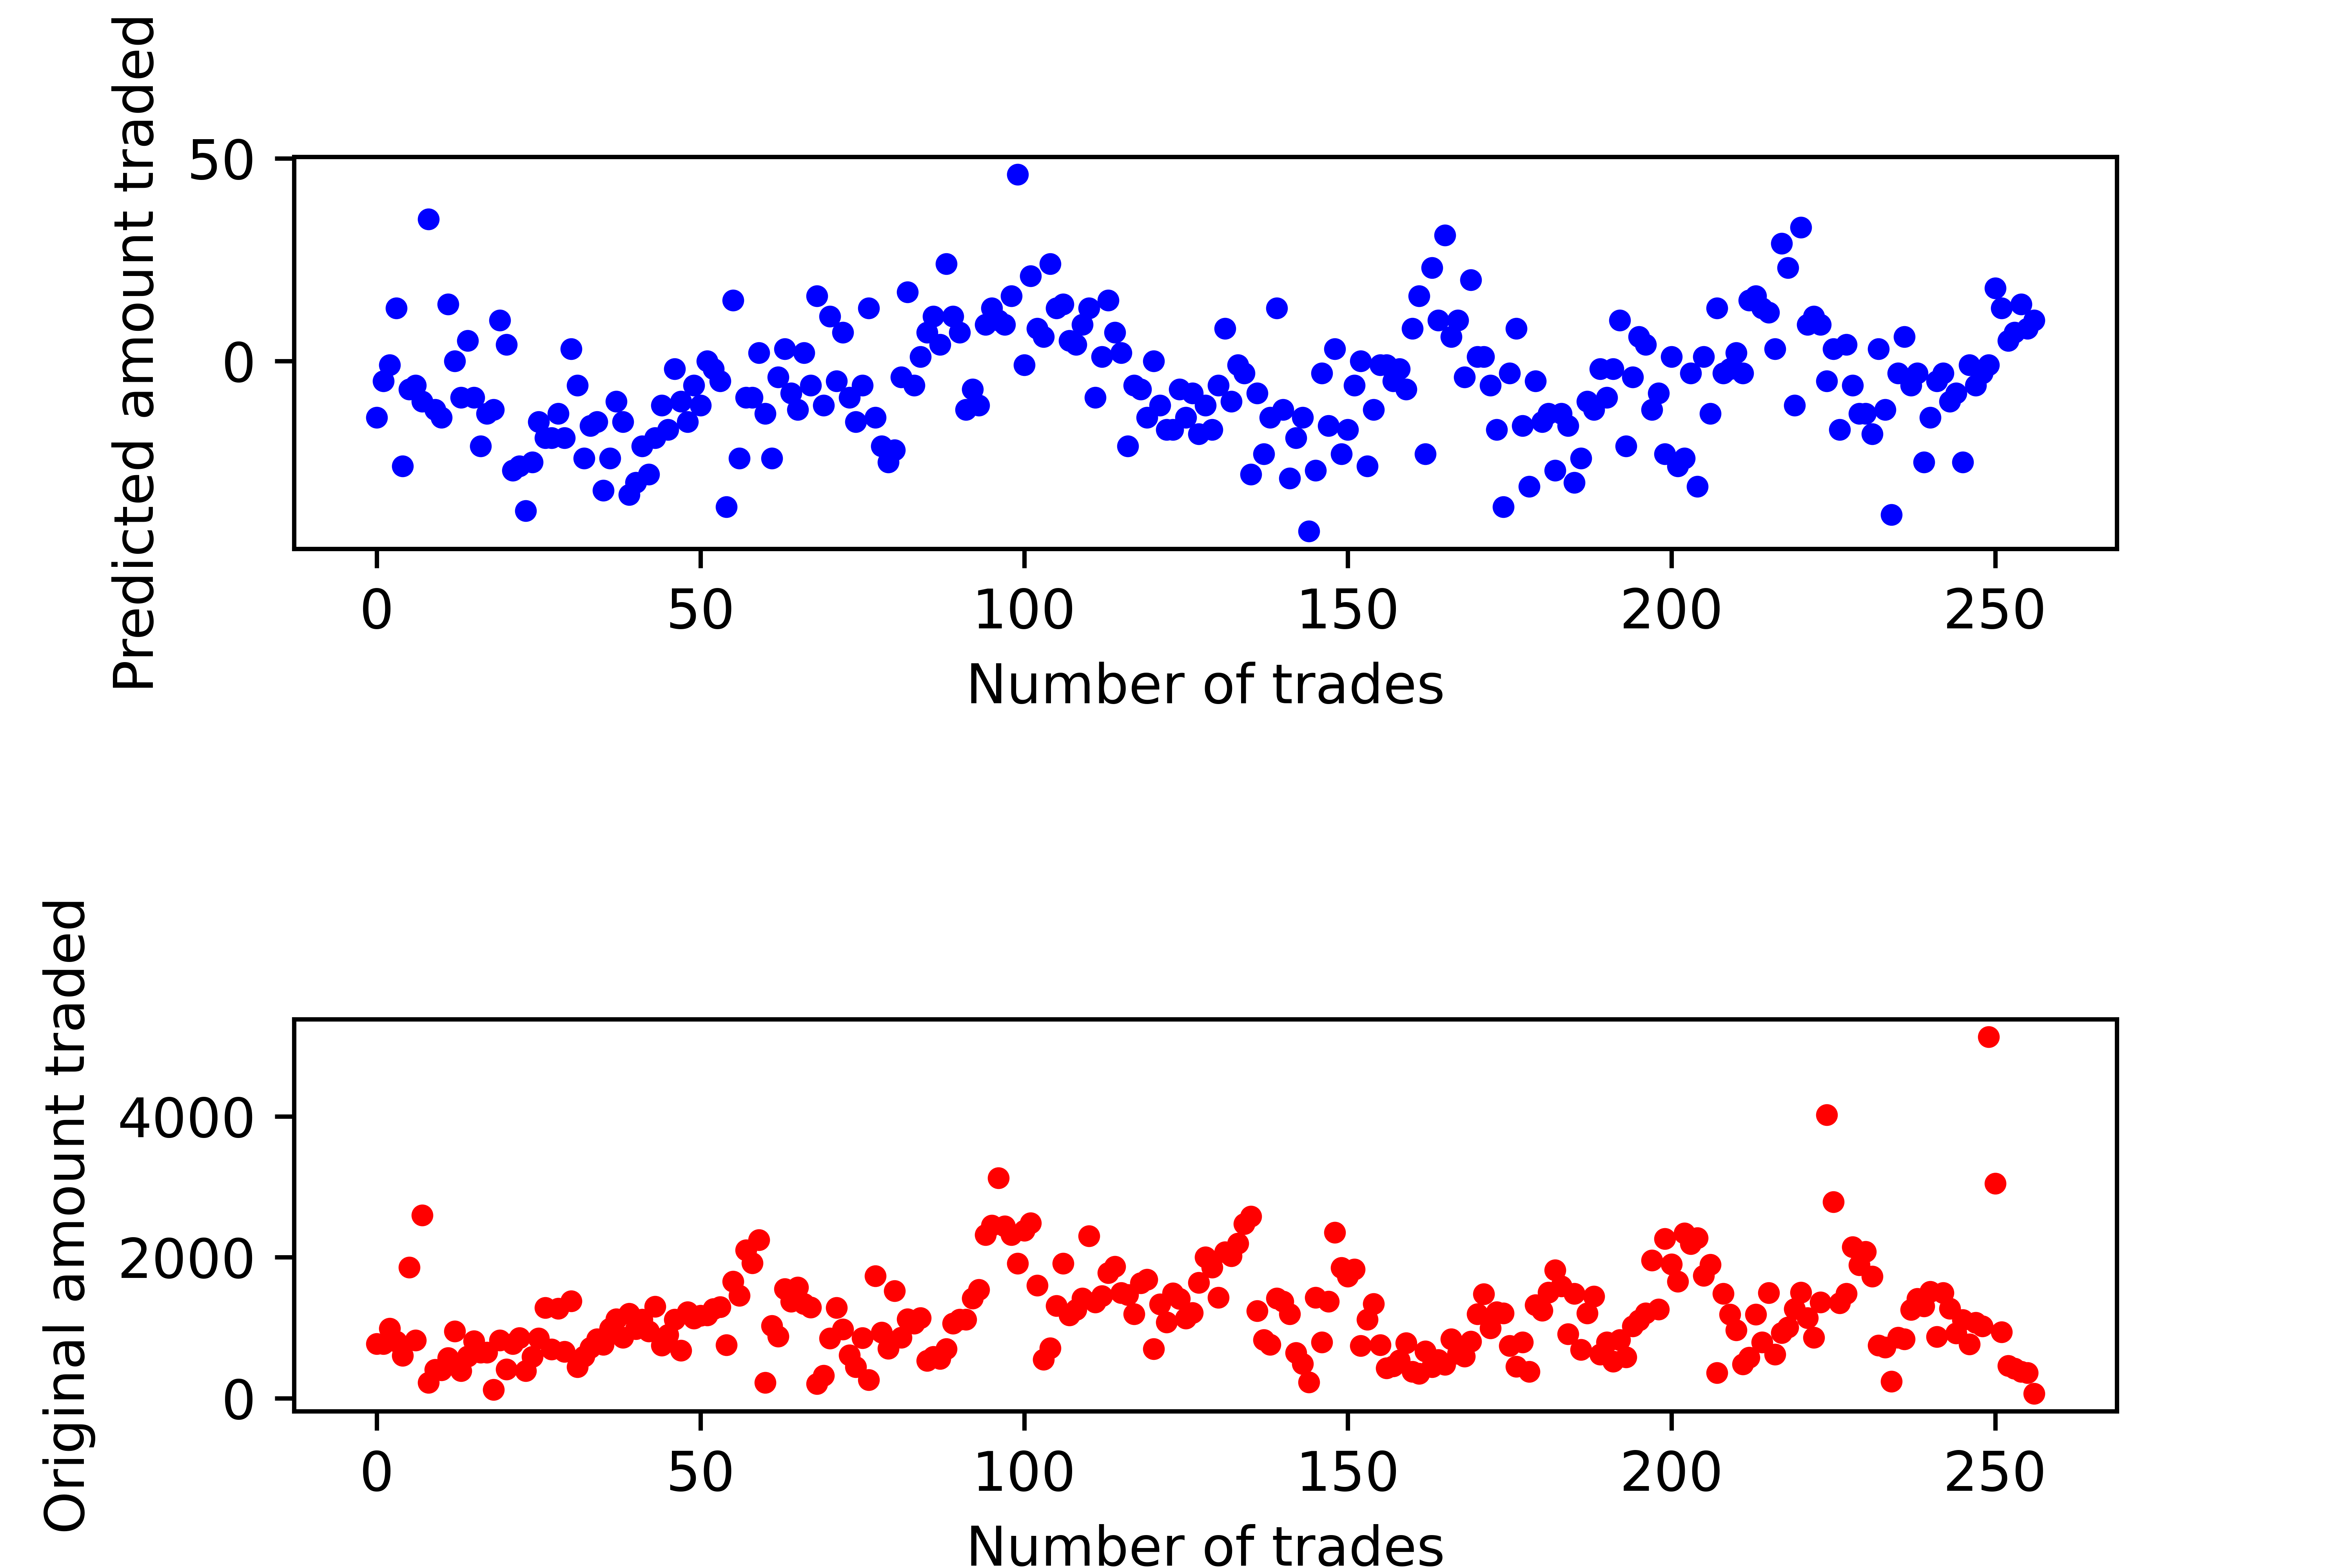 Predicted amount traded
50
0
0 50 100 150 200 250
Number of trades
Original amount traded
4000
2000
0
0 50 100 150 200 250
Number of trades